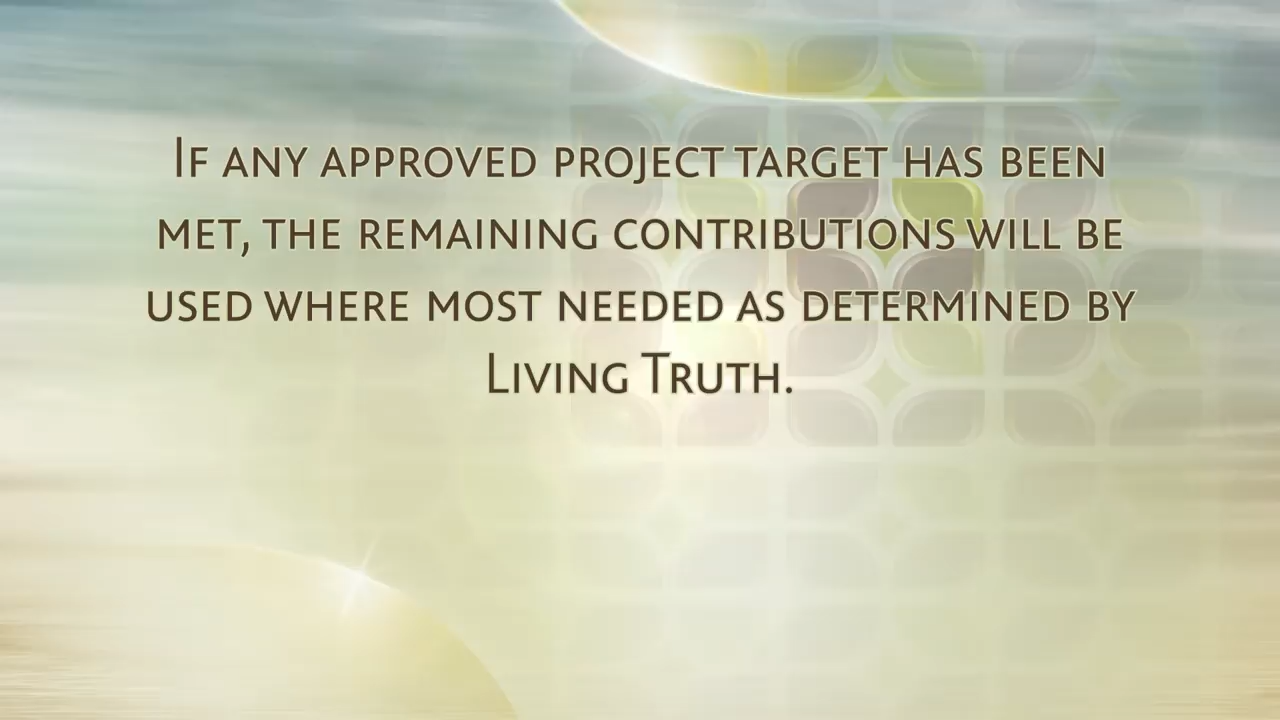 If any approved project target has been
met, the remaining contributions will be
used where most needed as determined by
Living Truth.